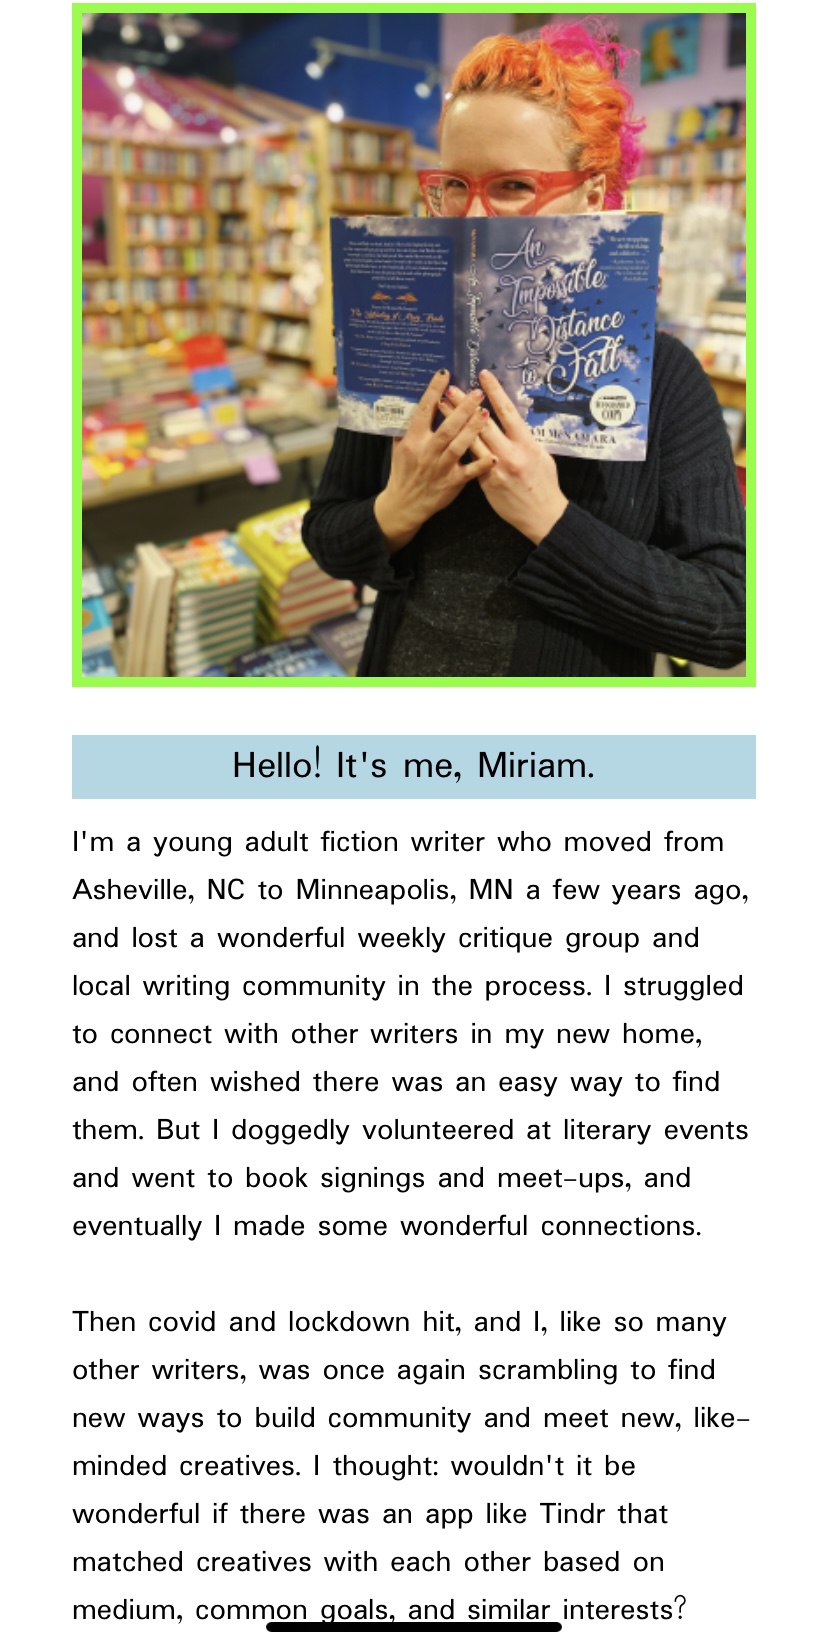 An
Impossible
Distance
to Fall
COPY
McNAMARA
Hello! It's me, Miriam.
I'm a young adult fiction writer who moved from
Asheville, NC to Minneapolis, MN a few years ago,
and lost a wonderful weekly critique group and
local writing community in the process. I struggled
to connect with other writers in my new home,
and often wished there was an easy way to find
them. But I doggedly volunteered at literary events
and went to book signings and meet-ups, and
eventually I made some wonderful connections.
Then covid and lockdown hit, and I, like so many
other writers, was once again scrambling to find
new ways to build community and meet new, like-
minded creatives. I thought: wouldn't it be
wonderful if there was an app like Tindr that
matched creatives with each other based on
medium, common goals, and similar interests?